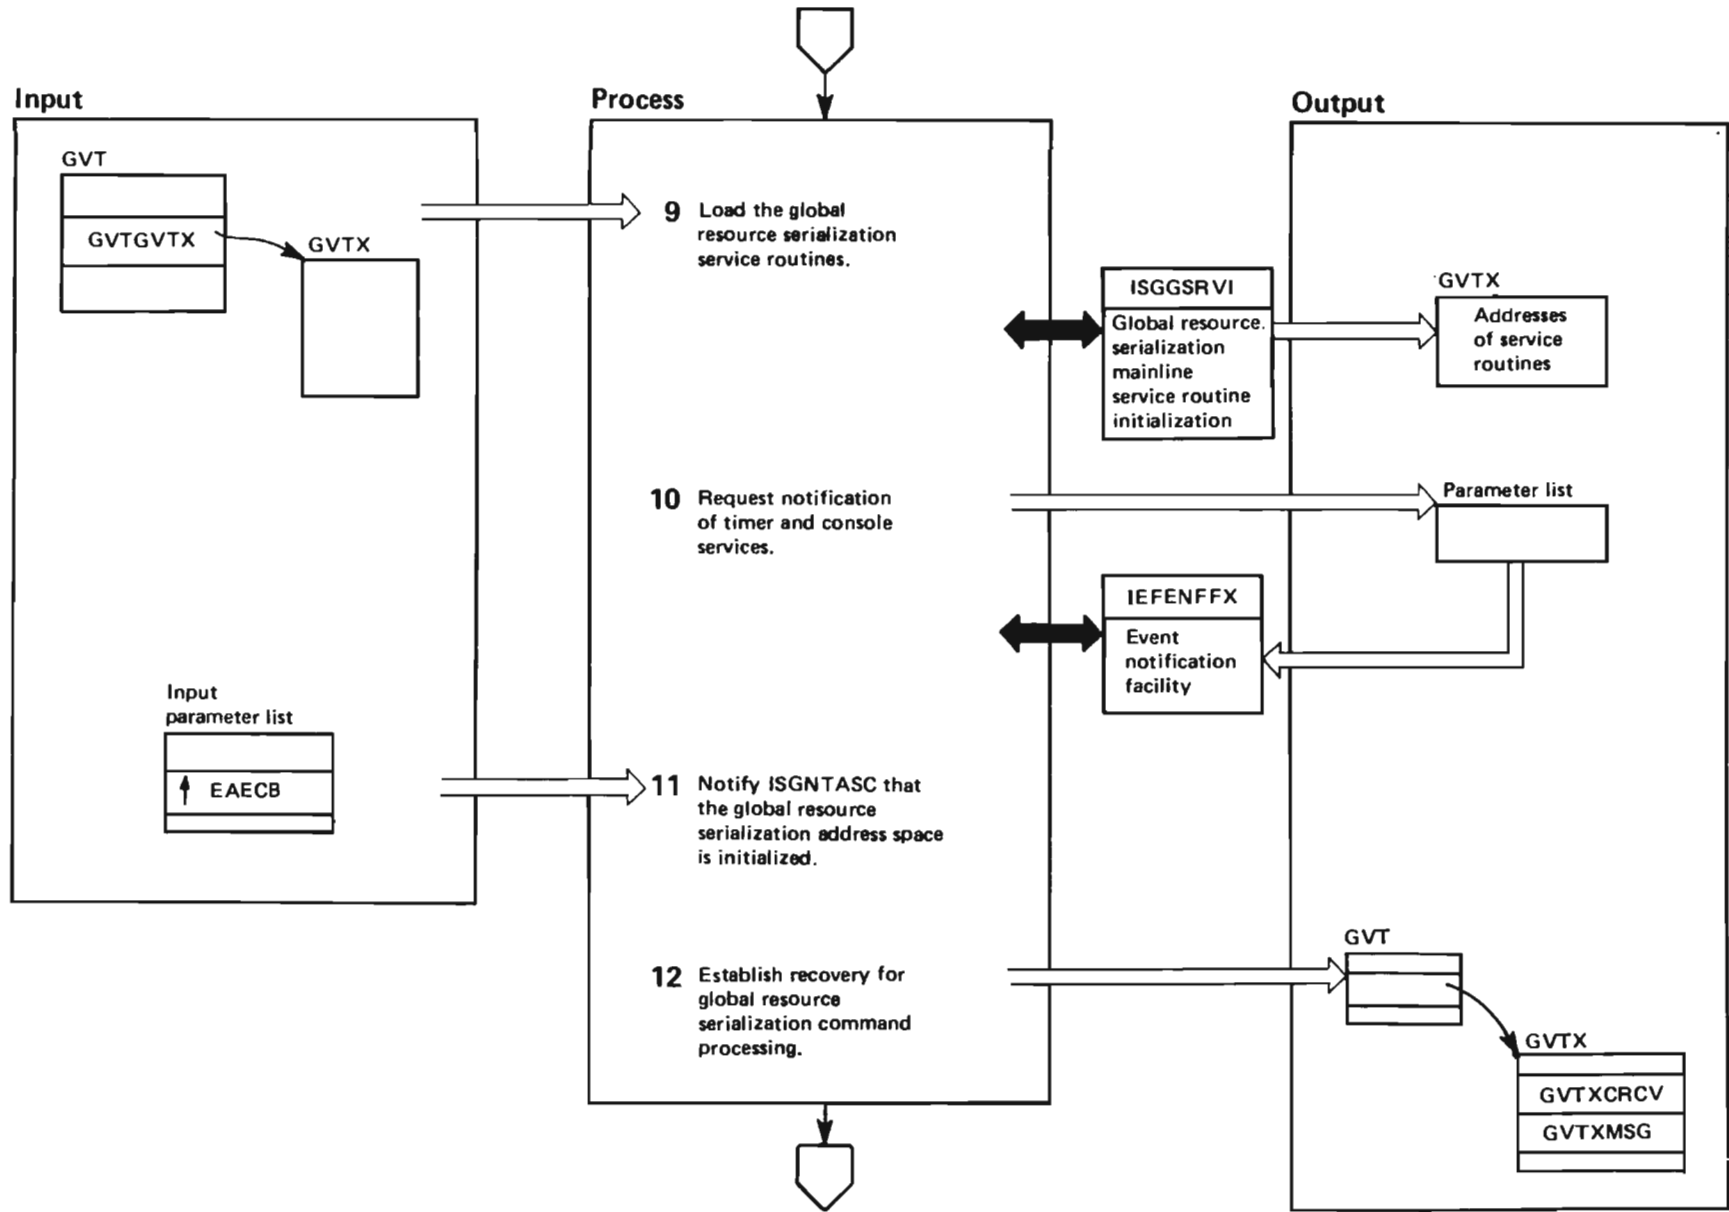 Input
GVT
GVTGVTX
GVTX
Input
parameter list
EAECB
Process
9 Load the global
resource serialization
service routines.
10 Request notification
of timer and console
services.
11 Notify ISGNTASC that
the global resource
serialization address space
is initialized.
12 Establish recovery for
global resource
serialization command
processing.
ISGGSRVI
Global resource.
serialization
mainline
service routine
initialization
IEFENFFX
Event
notification
facility
Output
GVTX
Addresses
of service
routines
Parameter list
GVT
GVTX
GVTXCRCV
GVTXMSG